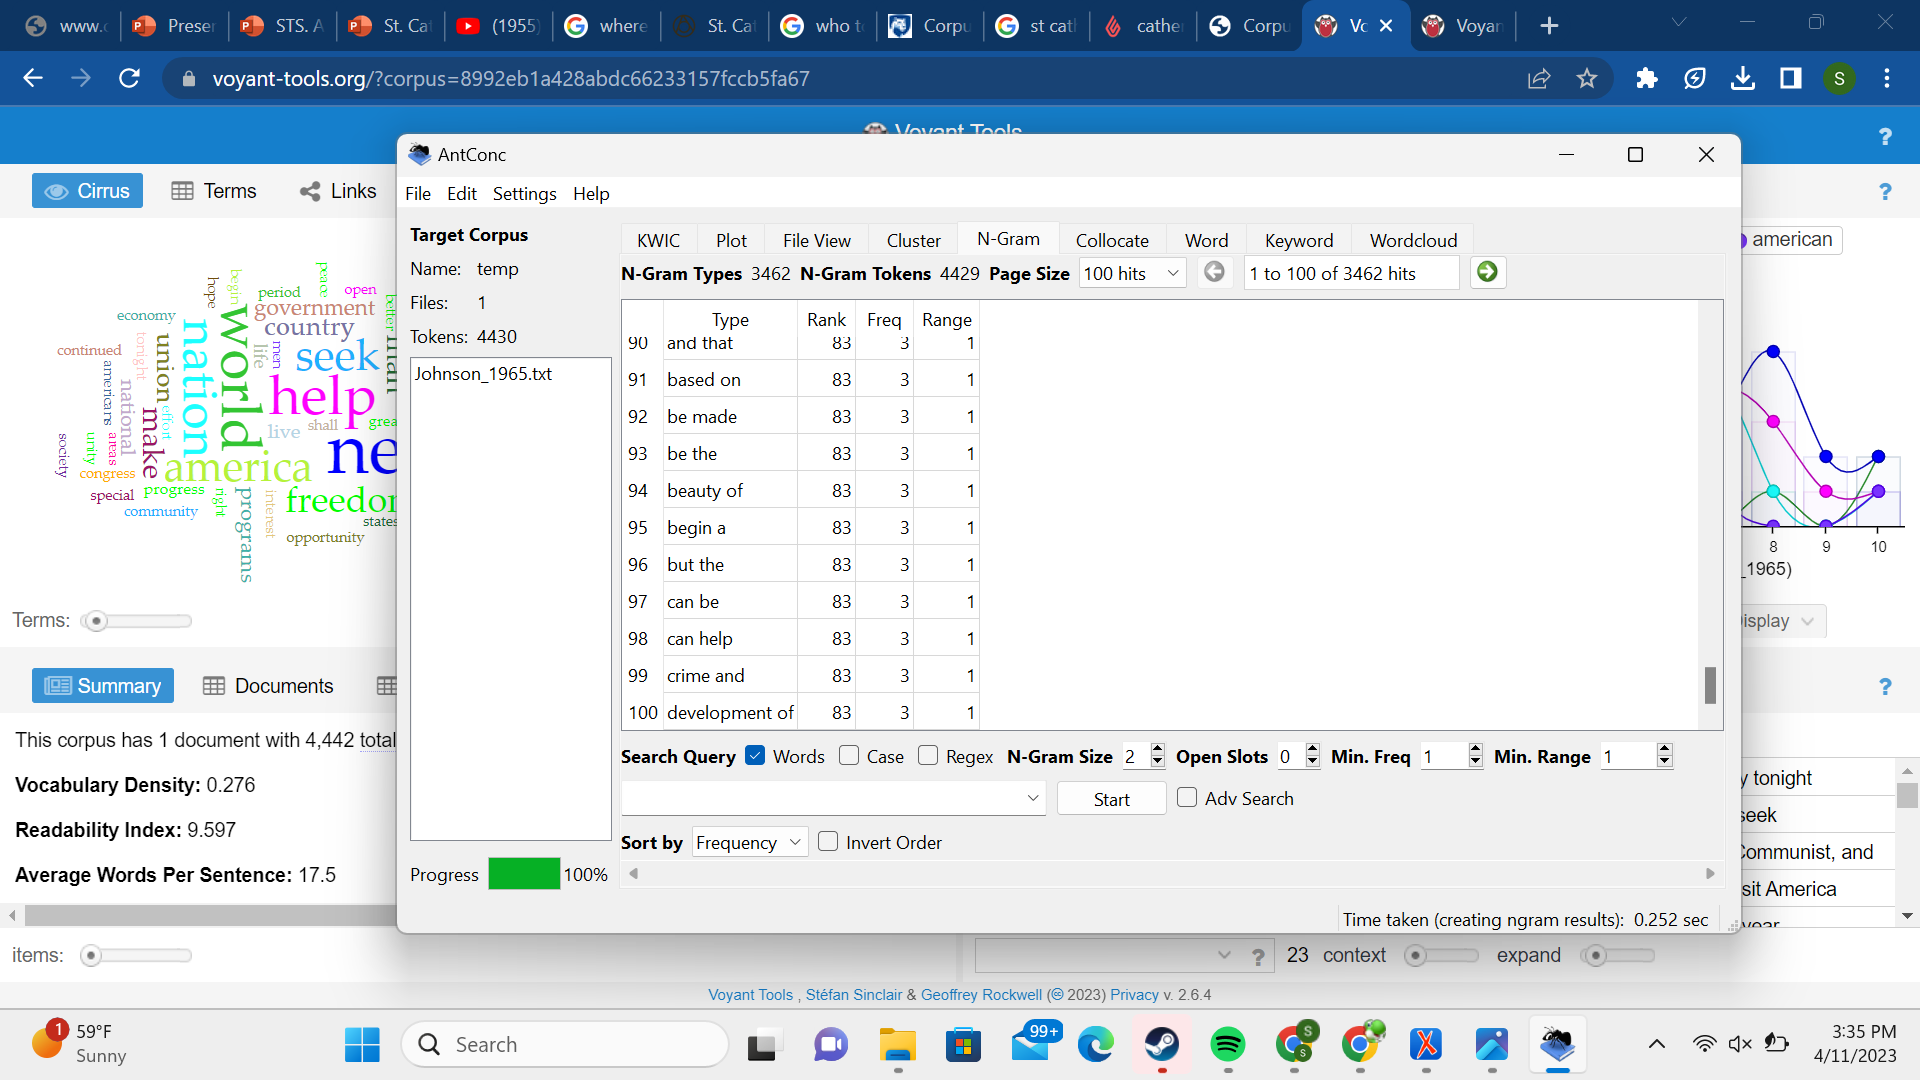 www.c
Presen
STS. A
St. Cat
(1955)
where
St. Cat
who to
Corpu
st cath
cather
Corpu
Vo
Voyan
voyant-tools.org/?corpus=8992eb1a428abdc66233157fccb5fa67
S
Voyant Tools
?
Cirrus
Terms
Links
?
american
AntConc
File Edit Settings Help
Target Corpus
Name: temp
Files: 1
Tokens: 4430
Johnson_1965.txt
Progress 100%
KWIC Plot File View Cluster N-Gram Collocate Word Keyword Wordcloud
N-Gram Types 3462 N-Gram Tokens 4429 Page Size 100 hits 1 to 100 of 3462 hits
Type Rank Freq Range
90 and that 83 3 1
91 based on 83 3 1
92 be made 83 3 1
93 be the 83 3 1
94 beauty of 83 3 1
95 begin a 83 3 1
96 but the 83 3 1
97 can be 83 3 1
98 can help 83 3 1
99 crime and 83 3 1
100 development of 83 3 1
Search Query Words Case Regex N-Gram Size 2 Open Slots 0 Min. Freq 1 Min. Range 1
Start Adv Search
Sort by Frequency Invert Order
Time taken (creating ngram results): 0.252 sec
hope
begin
peace
period
open
better
economy
government
country
tonight
union
world
nation
life
men
seek
man
continued
americans
national
help
make
effort
live
shall
grea
society
unity
areas
america
ne
congress
special
progress
right
programs
interest
freedom
states
community
opportunity
Terms:
8 9 10
_1965)
isplay
Summary
Documents
?
This corpus has 1 document with 4,442 total
Vocabulary Density: 0.276
Readability Index: 9.597
Average Words Per Sentence: 17.5
y tonight
seek
Communist, and
sit America
year
items:
? 23 context expand
Voyant Tools , Stéfan Sinclair & Geoffrey Rockwell (© 2023) Privacy v. 2.6.4
1
59°F
Sunny
Search
99+
S
S
3:35 PM
4/11/2023